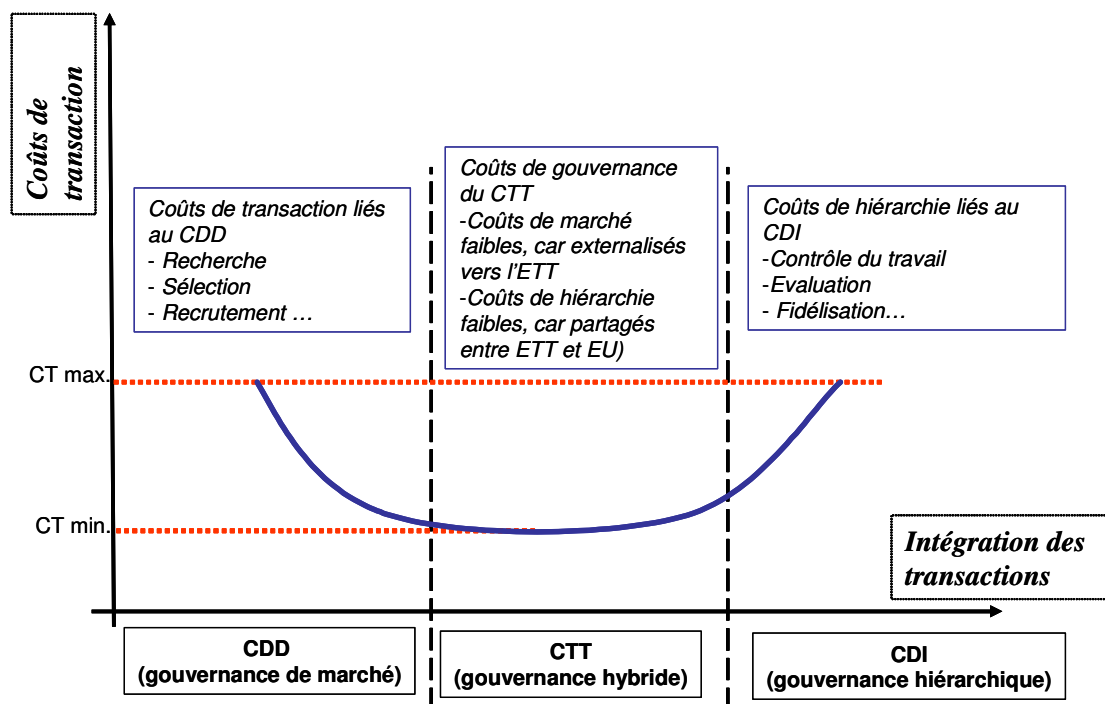 Coûts de
transaction
Coûts de transaction liés
au CDD
- Recherche
- Sélection
- Recrutement …
Coûts de gouvernance
du CTT
-Coûts de marché
faibles, car externalisés
vers l'ETT
-Coûts de hiérarchie
faibles, car partagés
entre ETT et EU)
Coûts de hiérarchie liés au
CDI
-Contrôle du travail
-Evaluation
- Fidélisation…
CT max.
CT min.
Intégration des
transactions
CDD
(gouvernance de marché)
CTT
(gouvernance hybride)
CDI
(gouvernance hiérarchique)